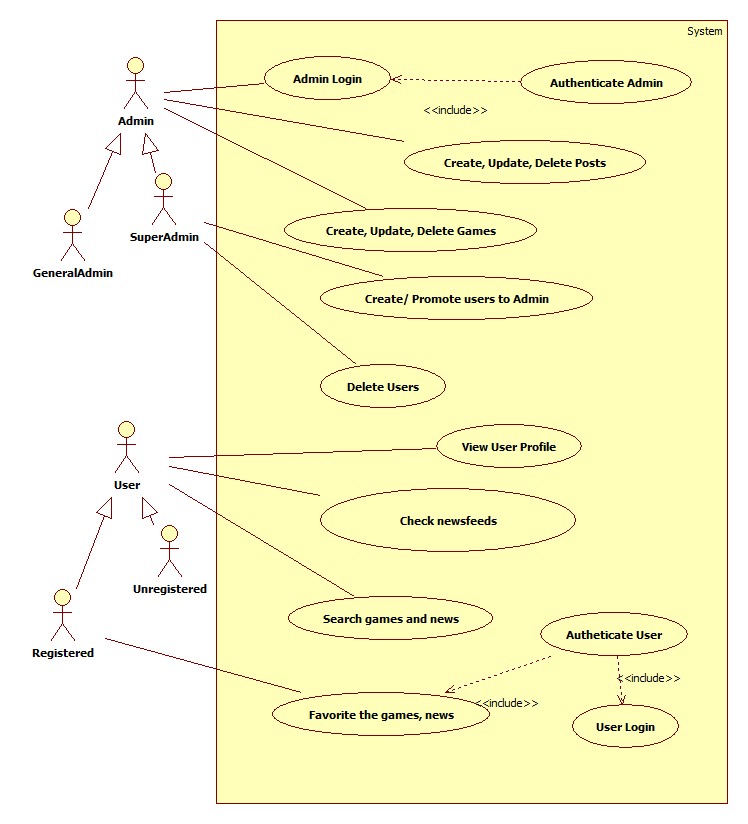 System
Admin Login
Authenticate Admin
<<include>>
Admin
Create, Update, Delete Posts
SuperAdmin
Create, Update, Delete Games
GeneralAdmin
Create/ Promote users to Admin
Delete Users
View User Profile
User
Check newsfeeds
Unregistered
Search games and news
Autheticate User
Registered
<<include>>
<<include>>
Favorite the games, news
User Login